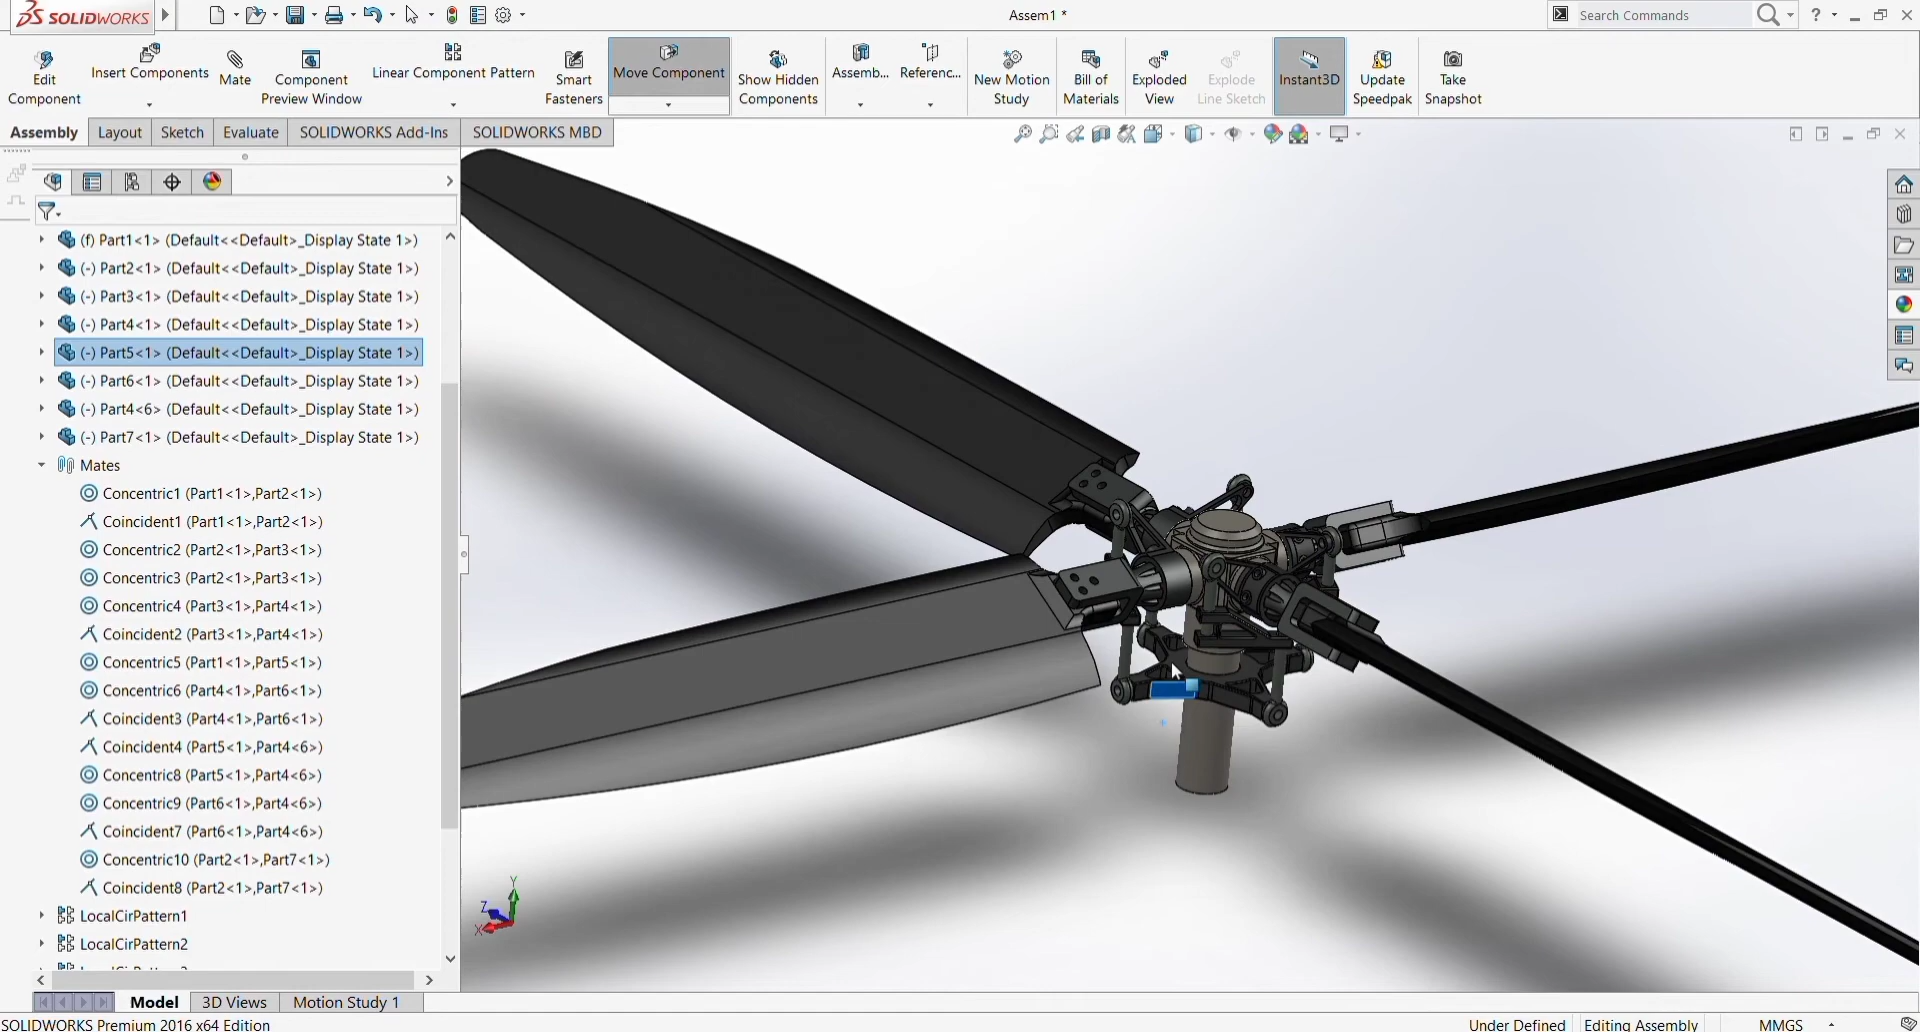 SOLIDWORKS
Assem1 *
Search Commands
?
Edit Component
Insert Components
Mate
Component Preview Window
Linear Component Pattern
Smart Fasteners
Move Component
Show Hidden Components
Assemb...
Referenc...
New Motion Study
Bill of Materials
Exploded View
Explode Line Sketch
Instant3D
Update Speedpak
Take Snapshot
Assembly
Layout
Sketch
Evaluate
SOLIDWORKS Add-Ins
SOLIDWORKS MBD
(f) Part1<1> (Default<<Default>_Display State 1>)
(-) Part2<1> (Default<<Default>_Display State 1>)
(-) Part3<1> (Default<<Default>_Display State 1>)
(-) Part4<1> (Default<<Default>_Display State 1>)
(-) Part5<1> (Default<<Default>_Display State 1>)
(-) Part6<1> (Default<<Default>_Display State 1>)
(-) Part4<6> (Default<<Default>_Display State 1>)
(-) Part7<1> (Default<<Default>_Display State 1>)
Mates
Concentric1 (Part1<1>,Part2<1>)
Coincident1 (Part1<1>,Part2<1>)
Concentric2 (Part2<1>,Part3<1>)
Concentric3 (Part2<1>,Part3<1>)
Concentric4 (Part3<1>,Part4<1>)
Coincident2 (Part3<1>,Part4<1>)
Concentric5 (Part1<1>,Part5<1>)
Concentric6 (Part4<1>,Part6<1>)
Coincident3 (Part4<1>,Part6<1>)
Coincident4 (Part5<1>,Part4<6>)
Concentric8 (Part5<1>,Part4<6>)
Concentric9 (Part6<1>,Part4<6>)
Coincident7 (Part6<1>,Part4<6>)
Concentric10 (Part2<1>,Part7<1>)
Coincident8 (Part2<1>,Part7<1>)
LocalCirPattern1
LocalCirPattern2
Y
Z
X
Model
3D Views
Motion Study 1
SOLIDWORKS Premium 2016 x64 Edition
Under Defined
Editing Assembly
MMGS